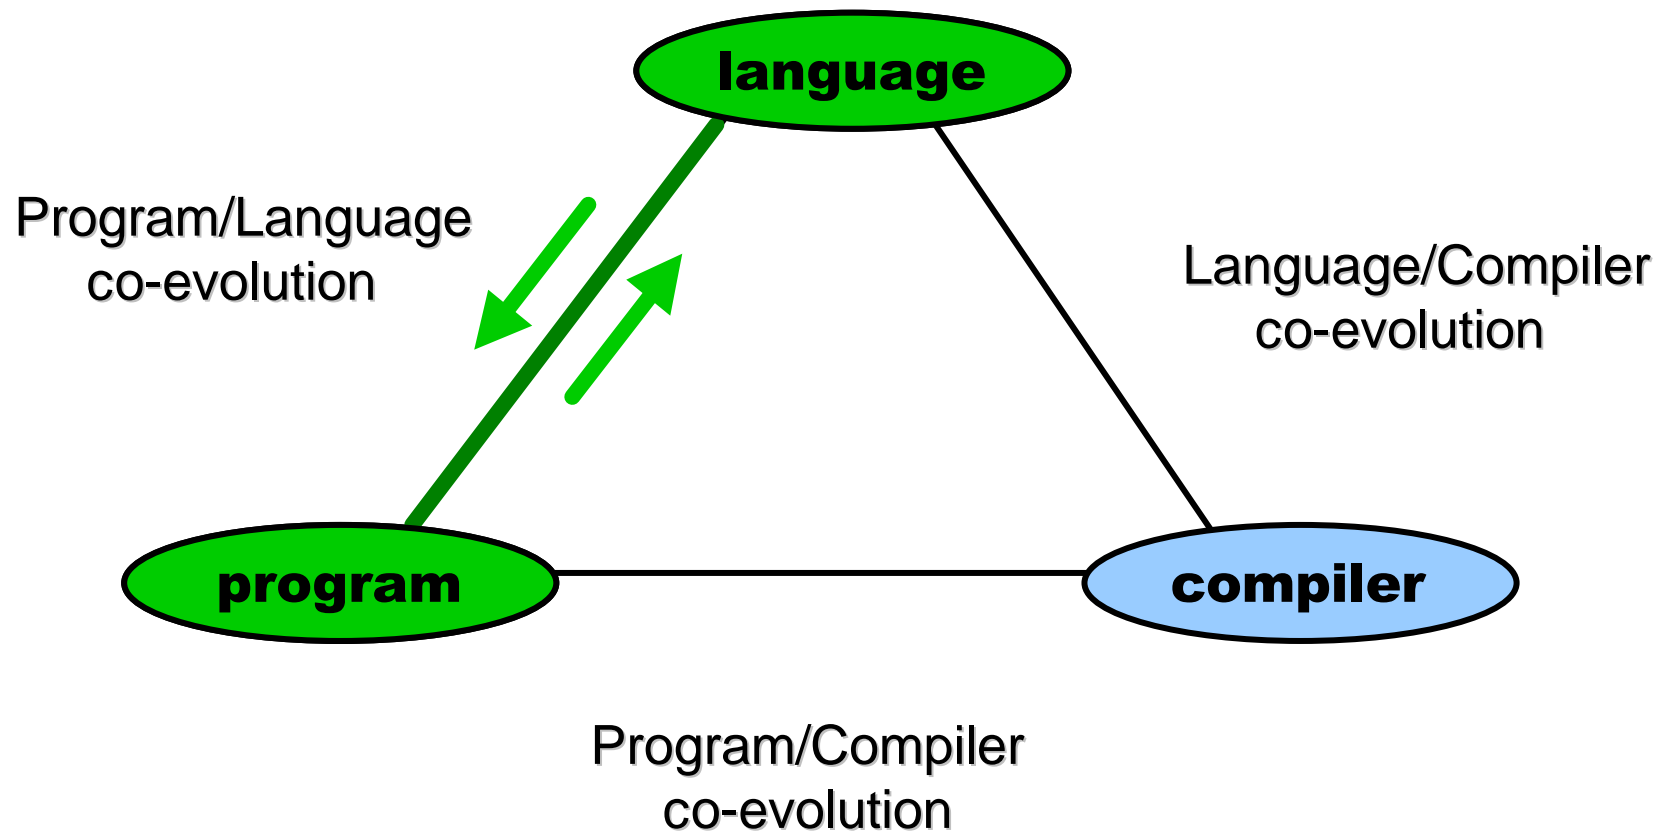 language
Program/Language
co-evolution
Language/Compiler
co-evolution
program
compiler
Program/Compiler
co-evolution